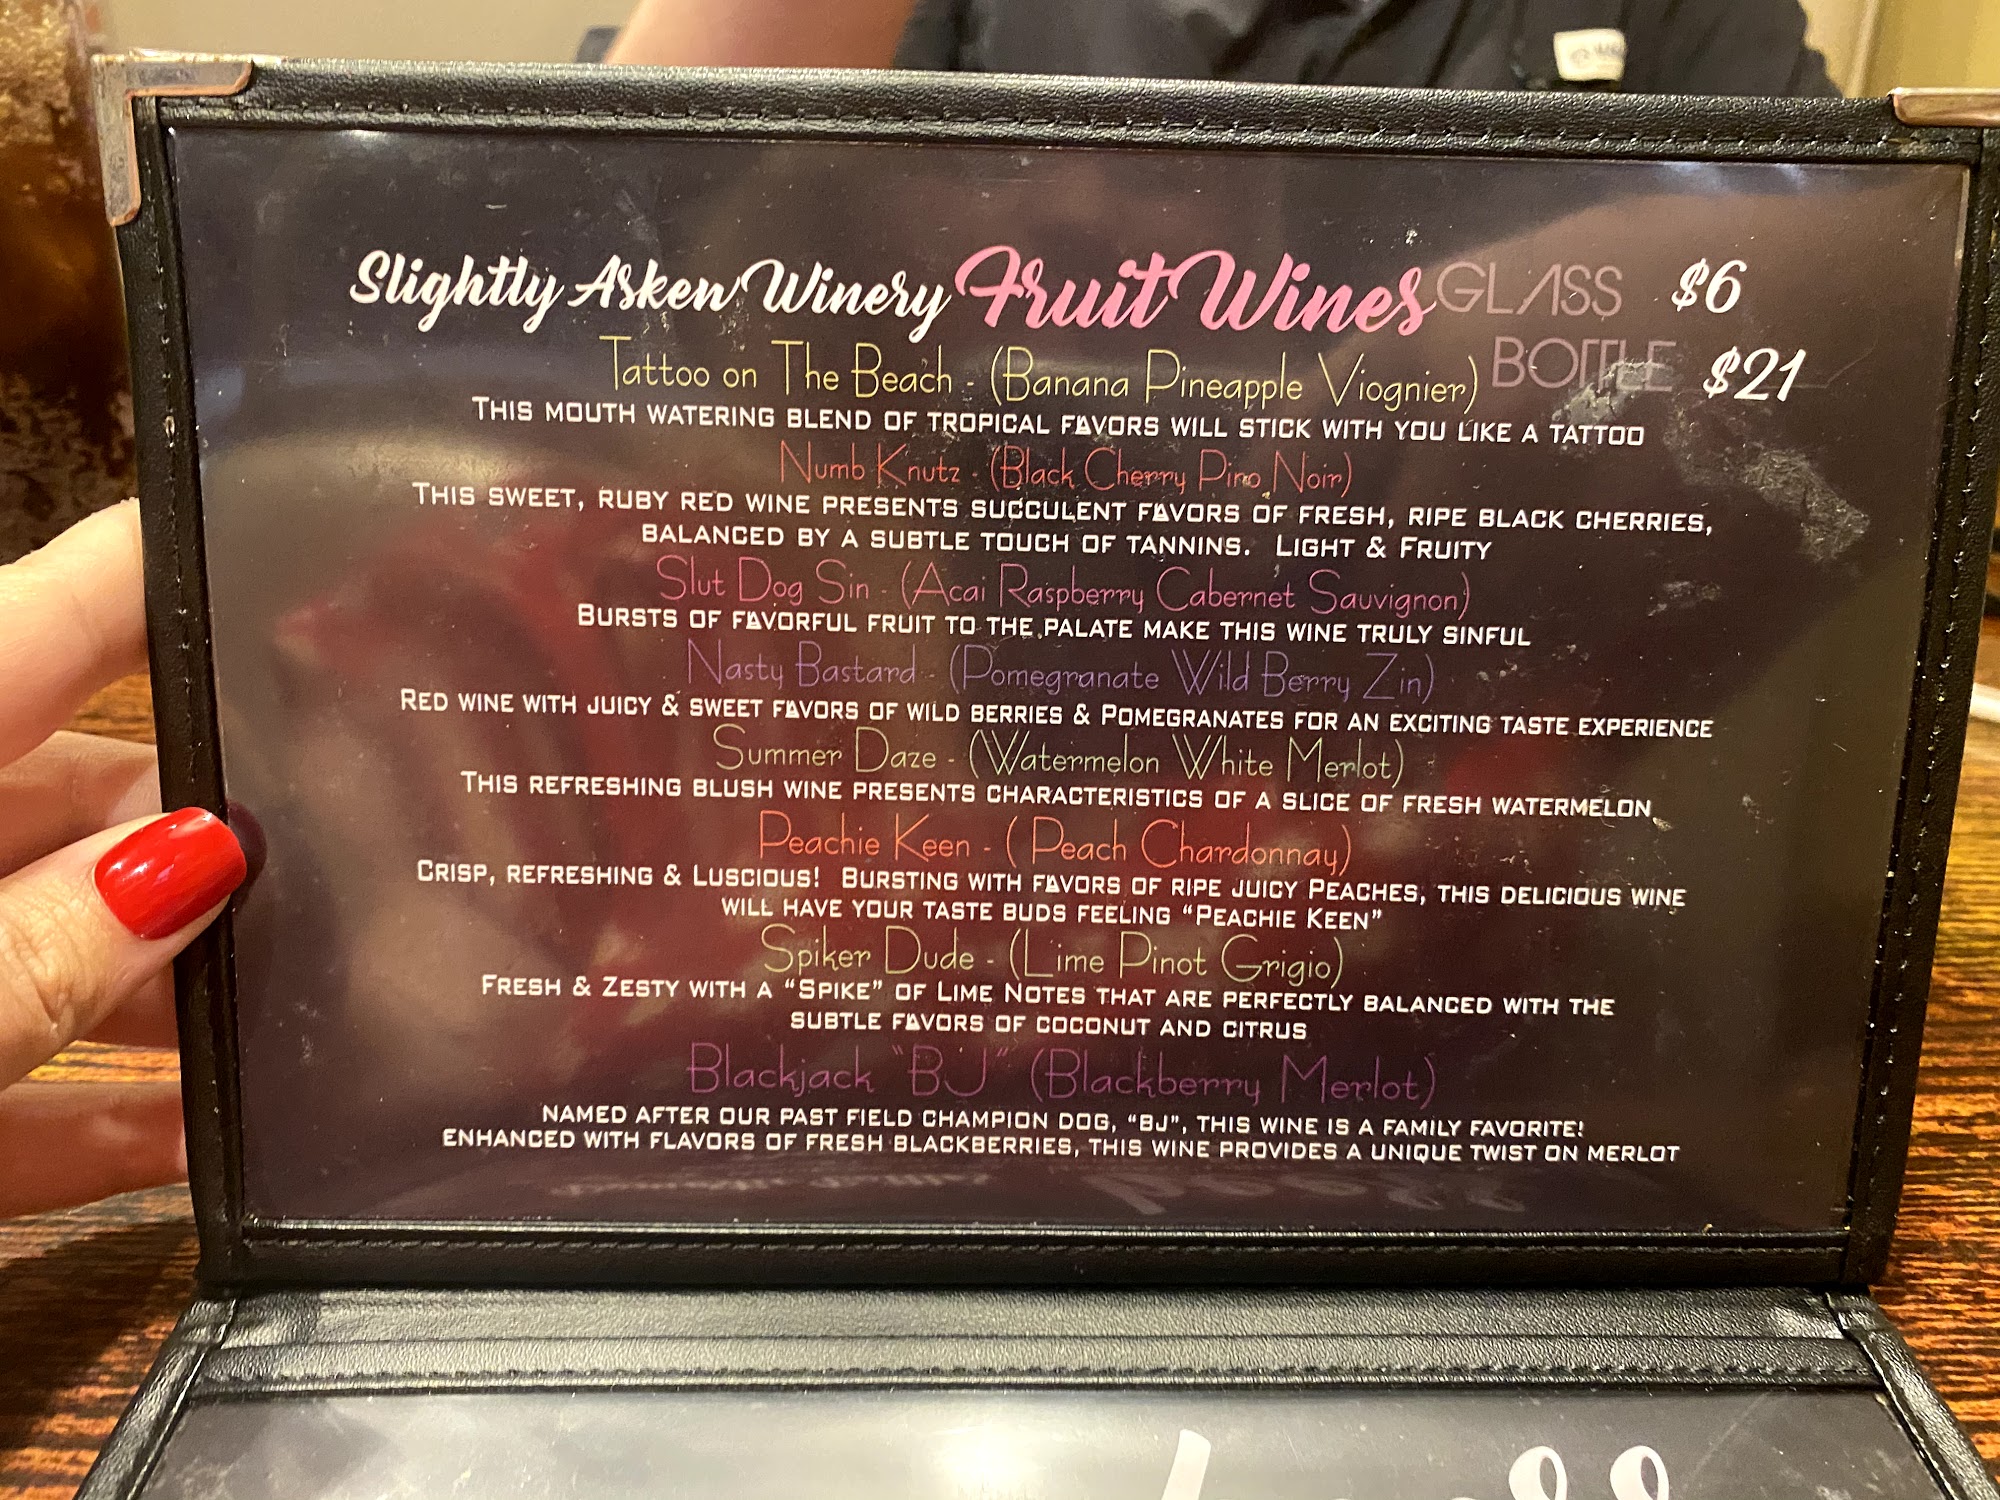 Slightly Asken Winery Fruit Wines GLASS $6
BOTTLE $21
Tattoo on The Beach - (Banana Pineapple Viognier)
THIS MOUTH WATERING BLEND OF TROPICAL FAVORS WILL STICK WITH YOU LIKE A TATTOO
Numb Knutz - (Black Cherry Pino Noir)
THIS SWEET, RUBY RED WINE PRESENTS SUCCULENT FAVORS OF FRESH, RIPE BLACK CHERRIES,
BALANCED BY A SUBTLE TOUCH OF TANNINS. LIGHT & FRUITY
Slut Dog Sin - (Acai Raspberry Cabernet Sauvignon)
BURSTS OF FAVORFUL FRUIT TO THE PALATE MAKE THIS WINE TRULY SINFUL
Nasty Bastard - (Pomegranate Wild Berry Zin)
RED WINE WITH JUICY & SWEET FAVORS OF WILD BERRIES & POMEGRANATES FOR AN EXCITING TASTE EXPERIENCE
Summer Daze - (Watermelon White Merlot)
THIS REFRESHING BLUSH WINE PRESENTS CHARACTERISTICS OF A SLICE OF FRESH WATERMELON.
Peachie Keen - ( Peach Chardonnay)
CRISP, REFRESHING & LUSCIOUS! BURSTING WITH FAVORS OF RIPE JUICY PEACHES, THIS DELICIOUS WINE
WILL HAVE YOUR TASTE BUDS FEELING "PEACHIE KEEN"
Spiker Dude - (Lime Pinot Grigio)
FRESH & ZESTY WITH A "SPIKE" OF LIME NOTES THAT ARE PERFECTLY BALANCED WITH THE
SUBTLE FAVORS OF COCONUT AND CITRUS
Blackjack "BJ" (Blackberry Merlot)
NAMED AFTER OUR PAST FIELD CHAMPION DOG, "BJ", THIS WINE IS A FAMILY FAVORITE!
ENHANCED WITH FLAVORS OF FRESH BLACKBERRIES, THIS WINE PROVIDES A UNIQUE TWIST ON MERLOT